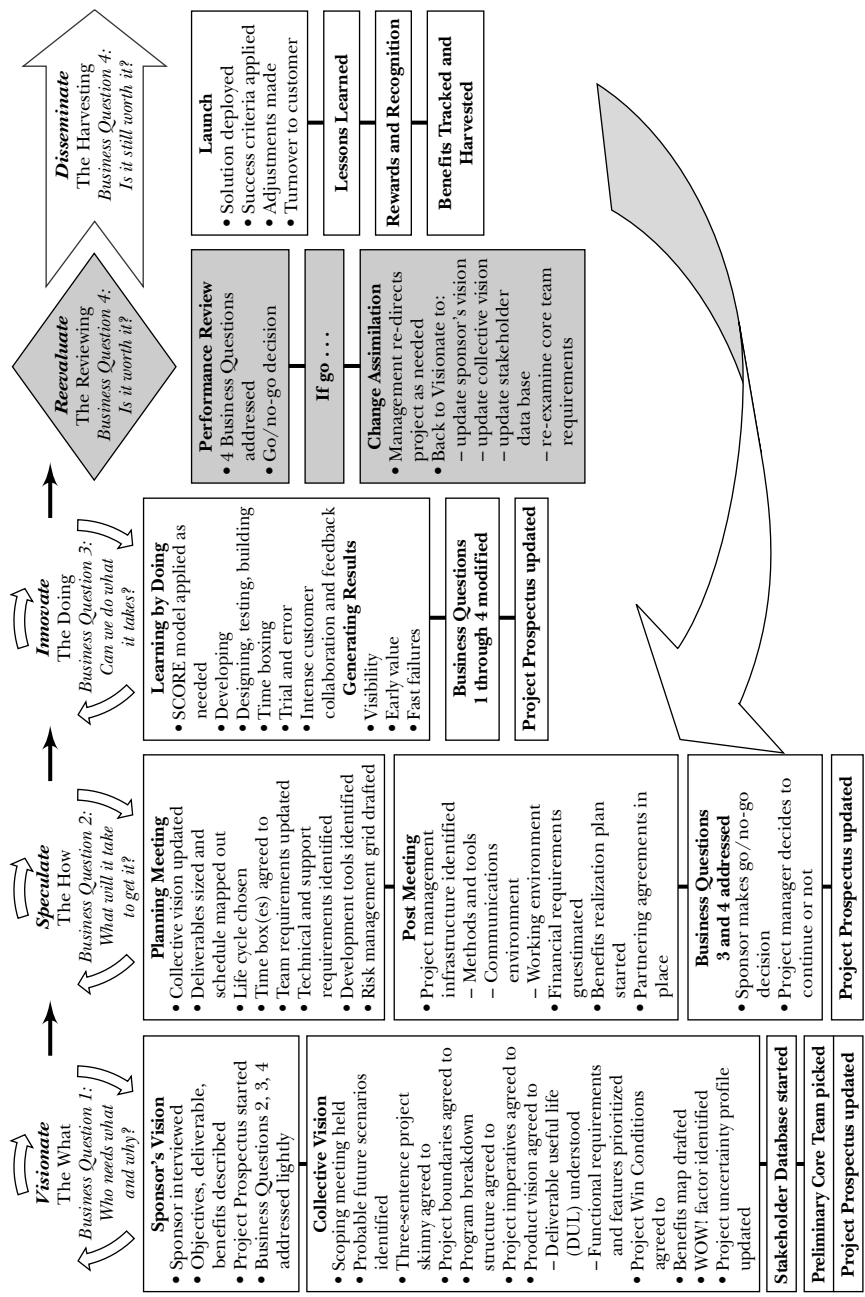 Visionate
The What
Business Question 1:
Who needs what
and why?
Sponsor's Vision
• Sponsor interviewed
• Objectives, deliverable,
benefits described
• Project Prospectus started
• Business Questions 2, 3, 4
addressed lightly
Collective Vision
• Scoping meeting held
• Probable future scenarios
identified
• Three-sentence project
skinny agreed to
• Project boundaries agreed to
• Program breakdown
structure agreed to
• Project imperatives agreed to
• Product vision agreed to
– Deliverable useful life
(DUL) understood
– Functional requirements
and features prioritized
• Project Win Conditions
agreed to
• Benefits map drafted
• WOW! factor identified
• Project uncertainty profile
updated
Stakeholder Database started
Preliminary Core Team picked
Project Prospectus updated
Speculate
The How
Business Question 2:
What will it take
to get it?
Planning Meeting
• Collective vision updated
• Deliverables sized and
schedule mapped out
• Life cycle chosen
• Time box(es) agreed to
• Team requirements updated
• Technical and support
requirements identified
• Development tools identified
• Risk management grid drafted
Post Meeting
• Project management
infrastructure identified
– Methods and tools
– Communications
environment
– Working environment
• Financial requirements
guestimated
• Benefits realization plan
started
• Partnering agreements in
place
Business Questions
3 and 4 addressed
• Sponsor makes go/no-go
decision
• Project manager decides to
continue or not
Project Prospectus updated
Innovate
The Doing
Business Question 3:
Can we do what
it takes?
Learning by Doing
• SCORE model applied as
needed
• Developing
• Designing, testing, building
• Time boxing
• Trial and error
• Intense customer
collaboration and feedback
Generating Results
• Visibility
• Early value
• Fast failures
Business Questions
1 through 4 modified
Project Prospectus updated
Reevaluate
The Reviewing
Business Question 4:
Is it worth it?
Performance Review
• 4 Business Questions
addressed
• Go/no-go decision
If go . . .
Change Assimilation
• Management re-directs
project as needed
• Back to Visionate to:
– update sponsor's vision
– update collective vision
– update stakeholder
data base
– re-examine core team
requirements
Disseminate
The Harvesting
Business Question 4:
Is it still worth it?
Launch
• Solution deployed
• Success criteria applied
• Adjustments made
• Turnover to customer
Lessons Learned
Rewards and Recognition
Benefits Tracked and
Harvested